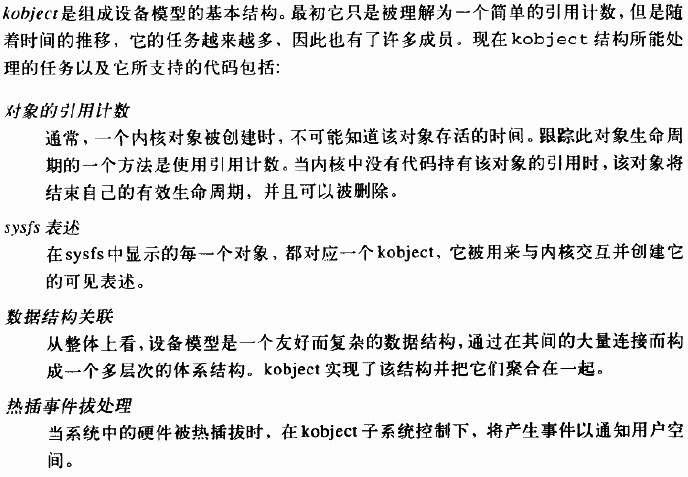 kobject是组成设备模型的基本结构。最初它只是被理解为一个简单的引用计数，但是随
着时间的推移，它的任务越来越多，因此也有了许多成员。现在kobject结构所能处
理的任务以及它所支持的代码包括：
对象的引用计数
通常，一个内核对象被创建时，不可能知道该对象存活的时间。跟踪此对象生命周
期的一个方法是使用引用计数。当内核中没有代码持有该对象的引用时，该对象将
结束自己的有效生命周期，并且可以被删除。
sysfs表述
在sysfs中显示的每一个对象，都对应一个kobject，它被用来与内核交互并创建它
的可见表述。
数据结构关联
从整体上看，设备模型是一个友好而复杂的数据结构，通过在其间的大量连接而构
成一个多层次的体系结构。kobject实现了该结构并把它们聚合在一起。
热插事件拔处理
当系统中的硬件被热插拔时，在kobject子系统控制下，将产生事件以通知用户空
间。